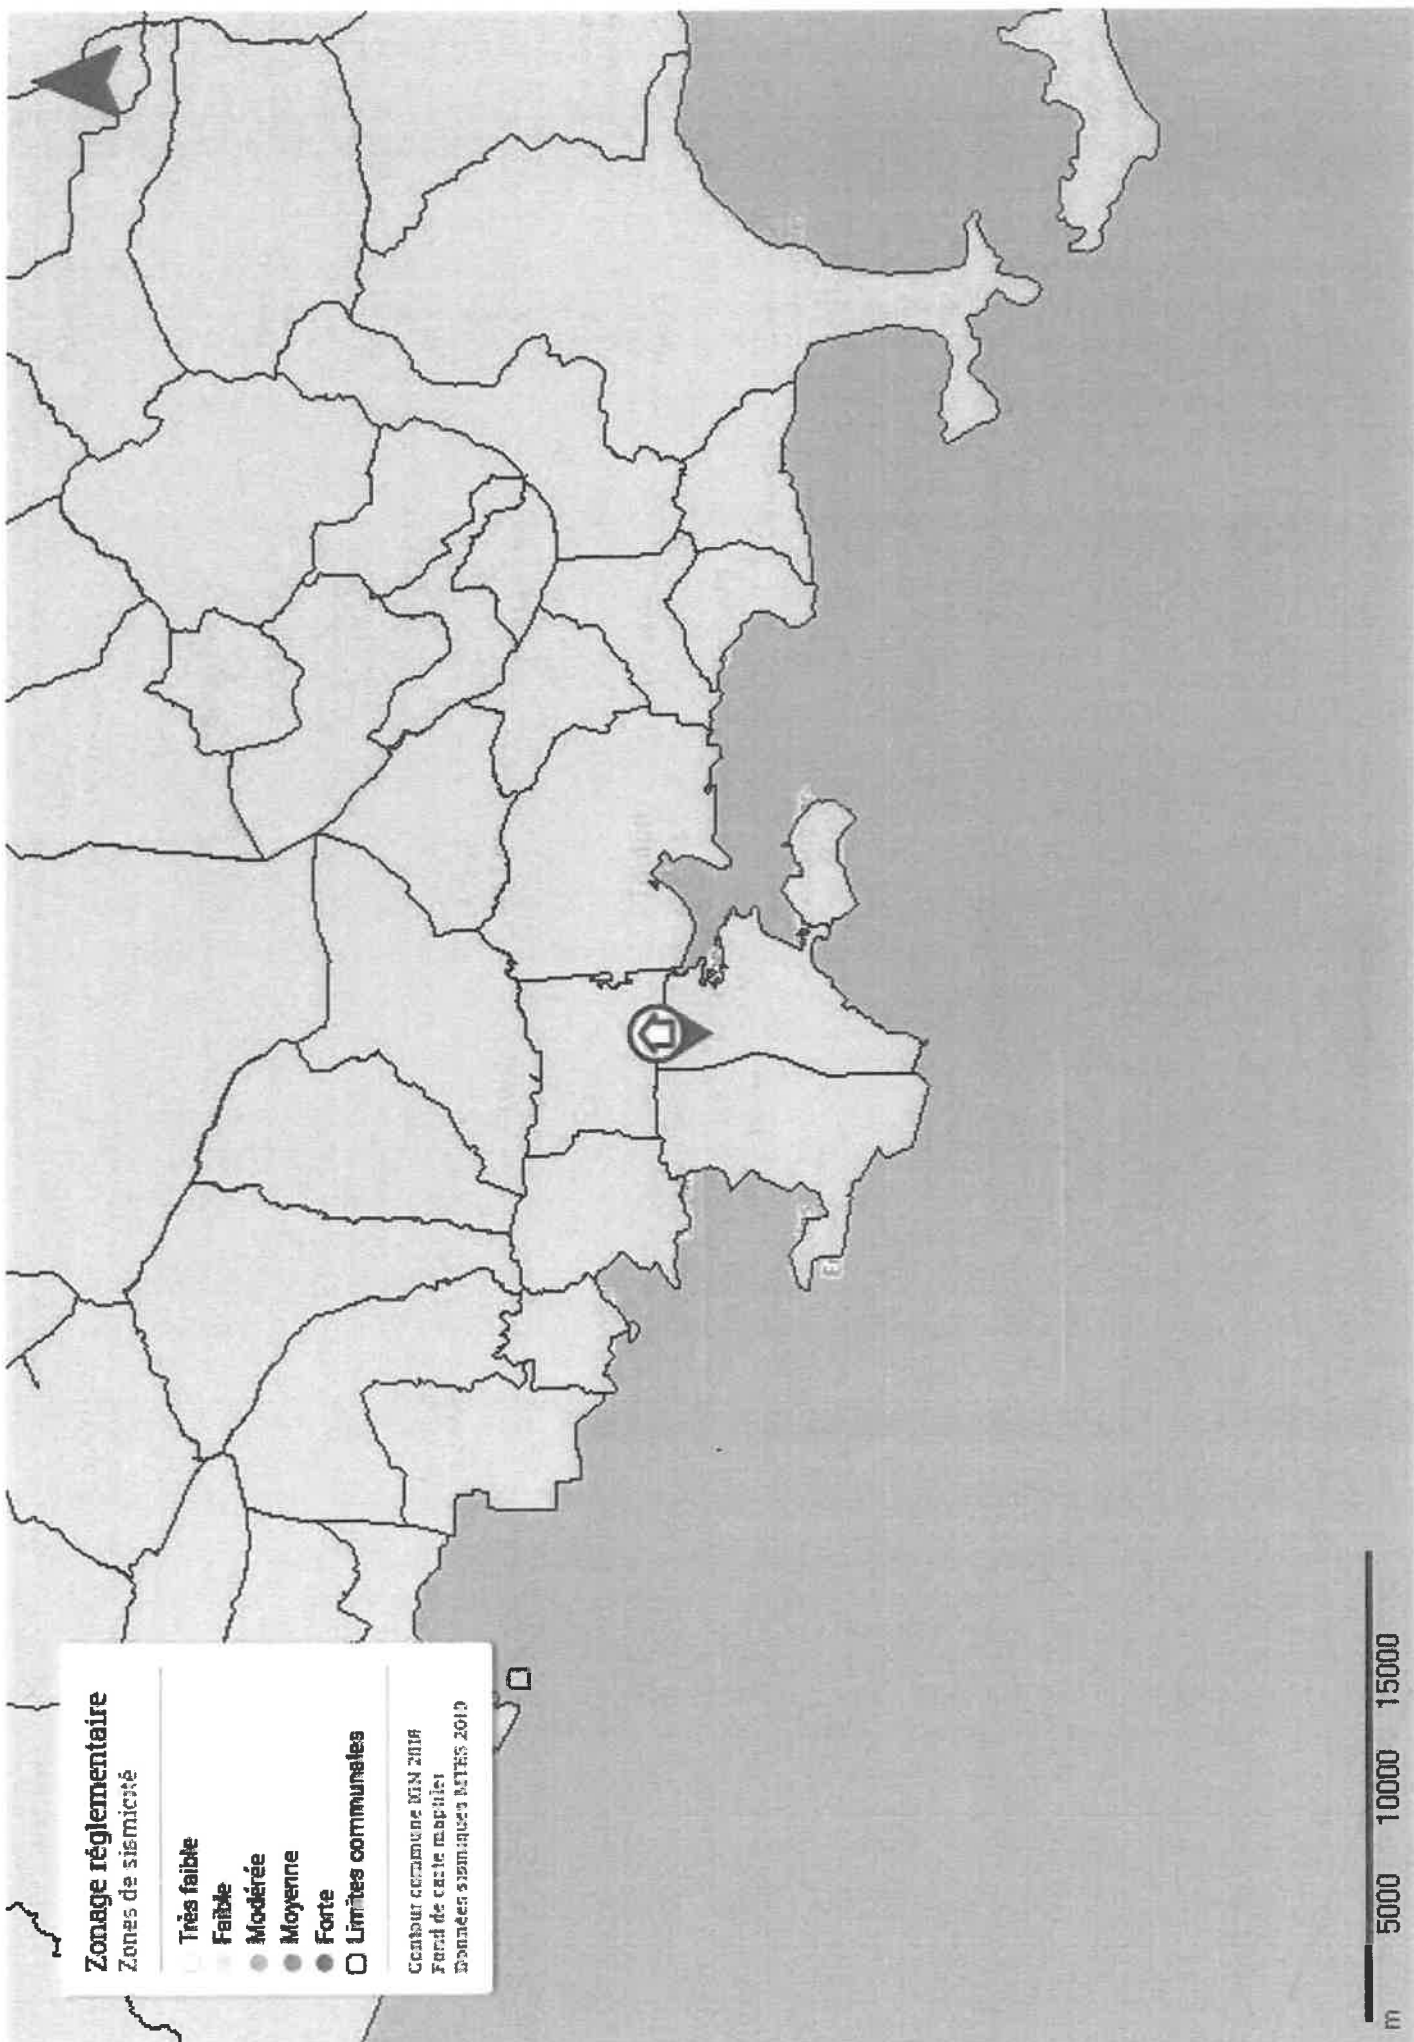 Zonage réglementaire
Zones de sismicité
Très faible
Faible
Modérée
Moyenne
Forte
Limites communales
Contour commune IGN 2018
Fond de carte
Données sismiques MTES 2010
m 5000 10000 15000